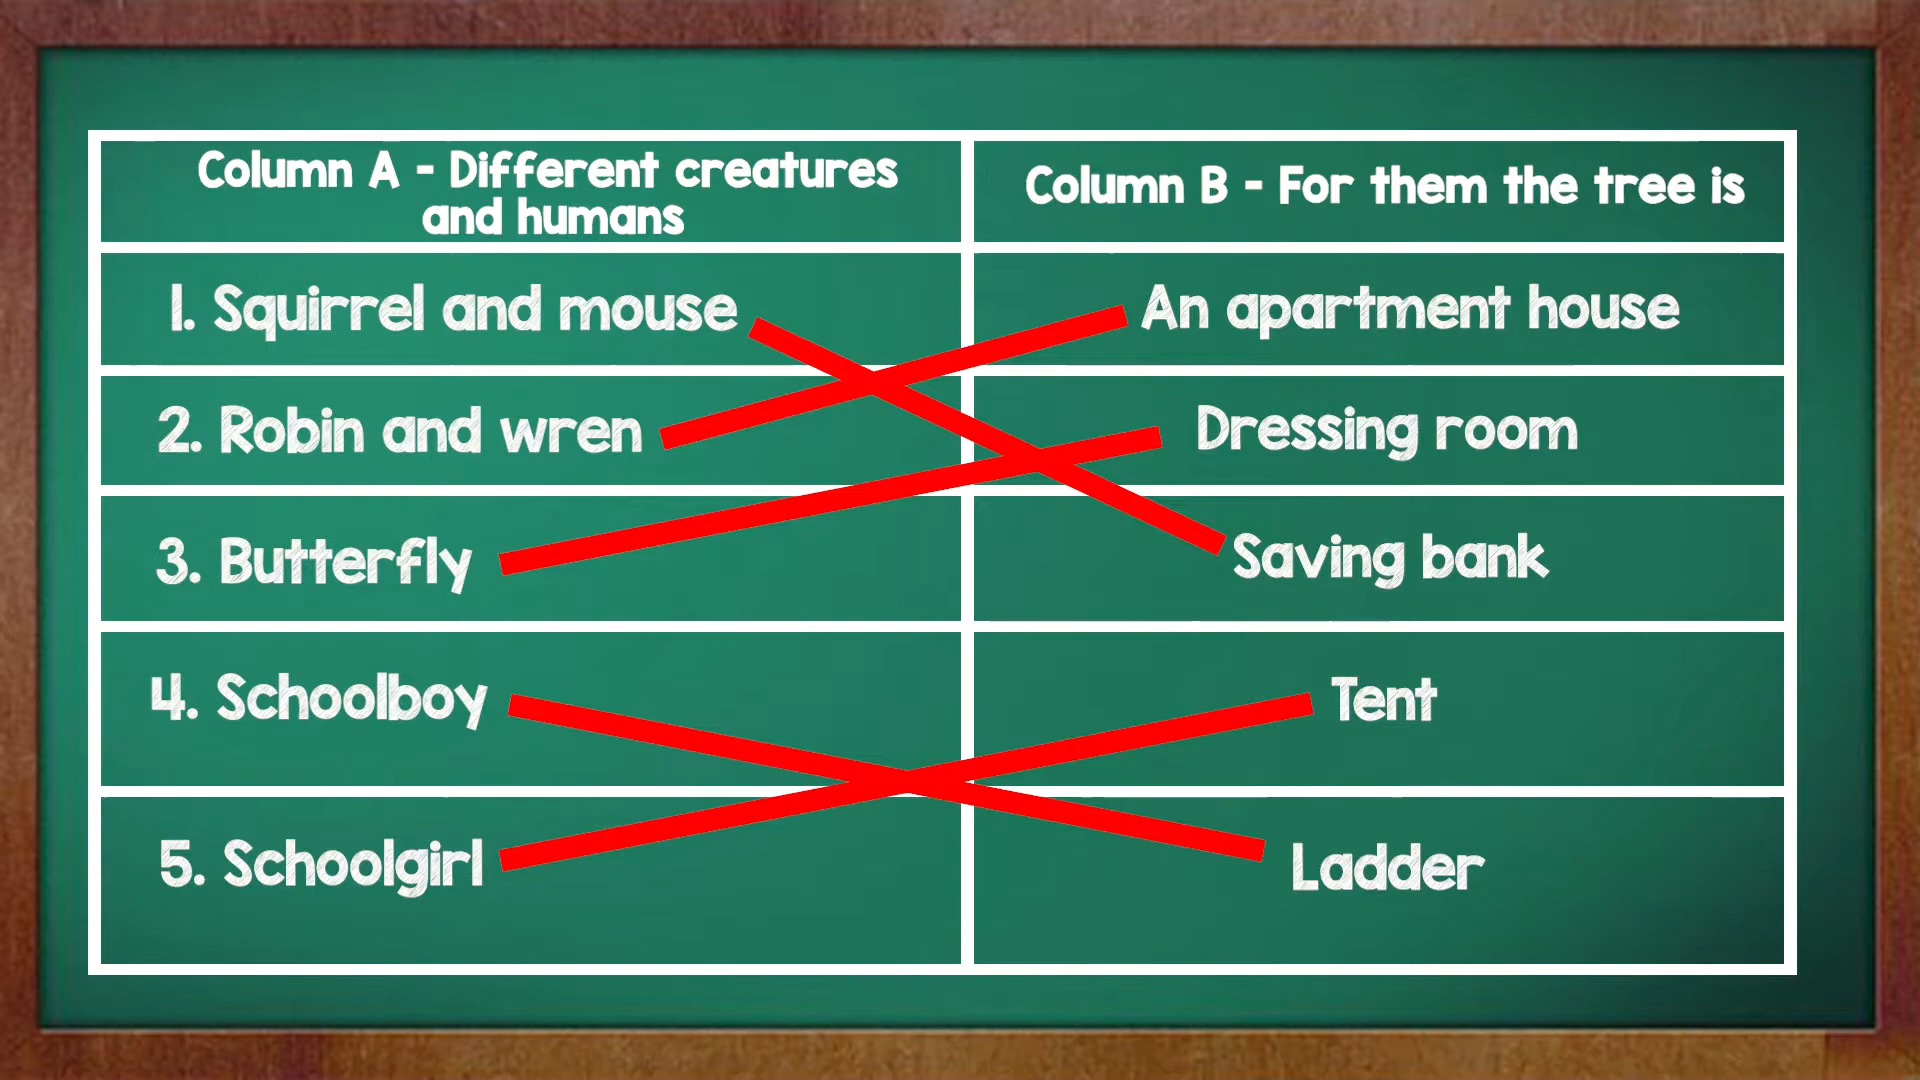 Column A - Different creatures
and humans
Column B - For them the tree is
1. Squirrel and mouse
An apartment house
2. Robin and wren
Dressing room
3. Butterfly
Saving bank
4. Schoolboy
Tent
5. Schoolgirl
Ladder